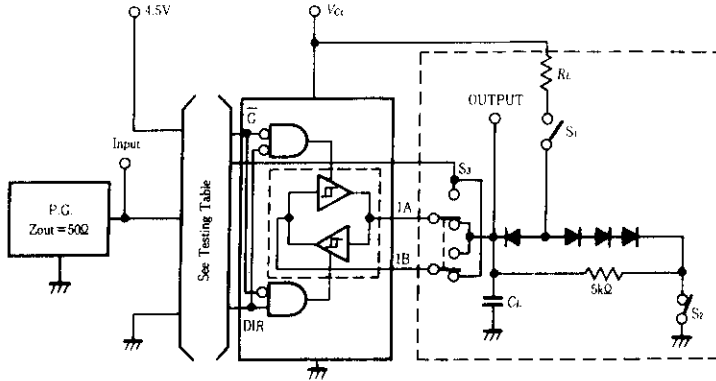 4.5V
VCC
RL
OUTPUT
G
Input
S1
S3
P.G.
Zout = 50Ω
See Testing Table
1A
1B
5kΩ
DIR
CL
S2